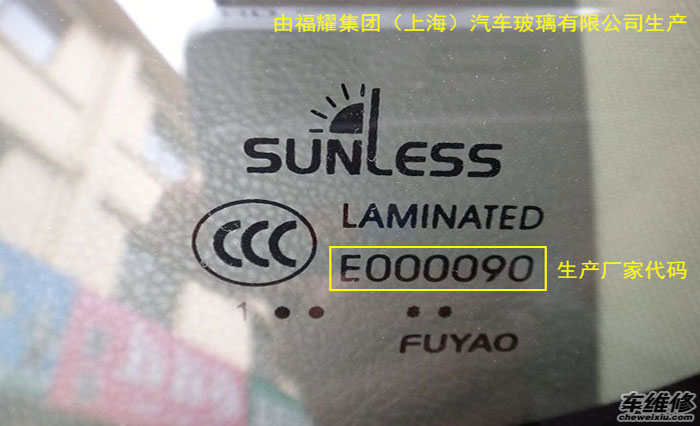 由福耀集团（上海）汽车玻璃有限公司生产
SUNLESS
CCC
LAMINATED
E000090
生产厂家代码
1 •• ••
FUYAO
车维修
cheweixiu.com